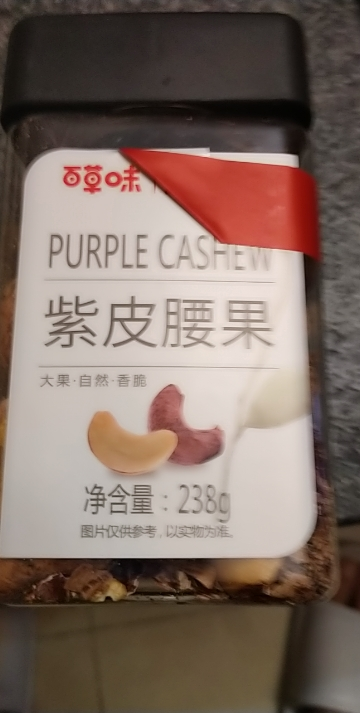 百草味
PURPLE CASHEW
紫皮腰果
大果·自然·香脆
净含量：238g
图片仅供参考，以实物为准。